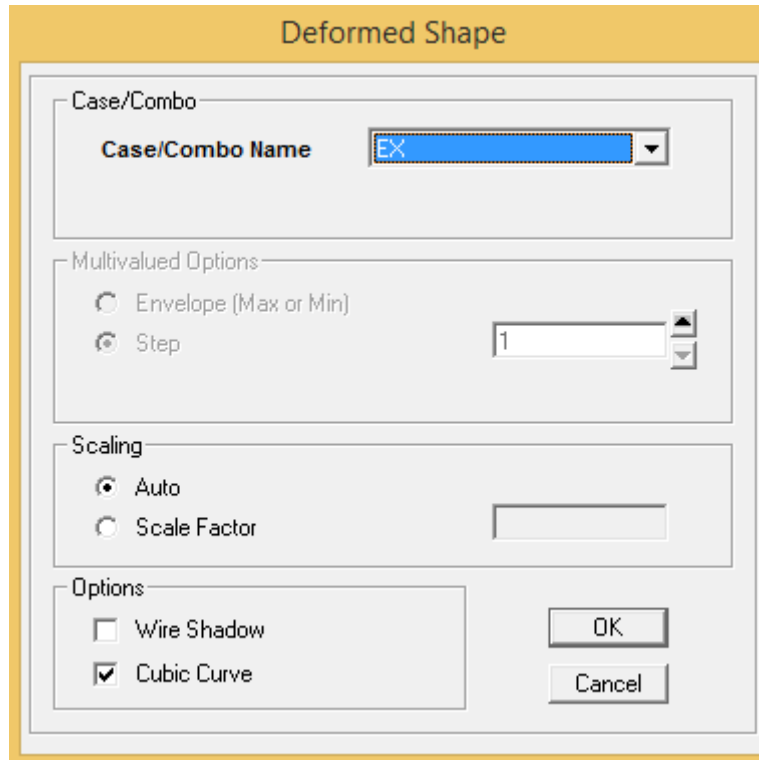 Deformed Shape
Case/Combo
Case/Combo Name EX
Multivalued Options
Envelope (Max or Min)
Step 1
Scaling
Auto
Scale Factor
Options
Wire Shadow
Cubic Curve
OK
Cancel